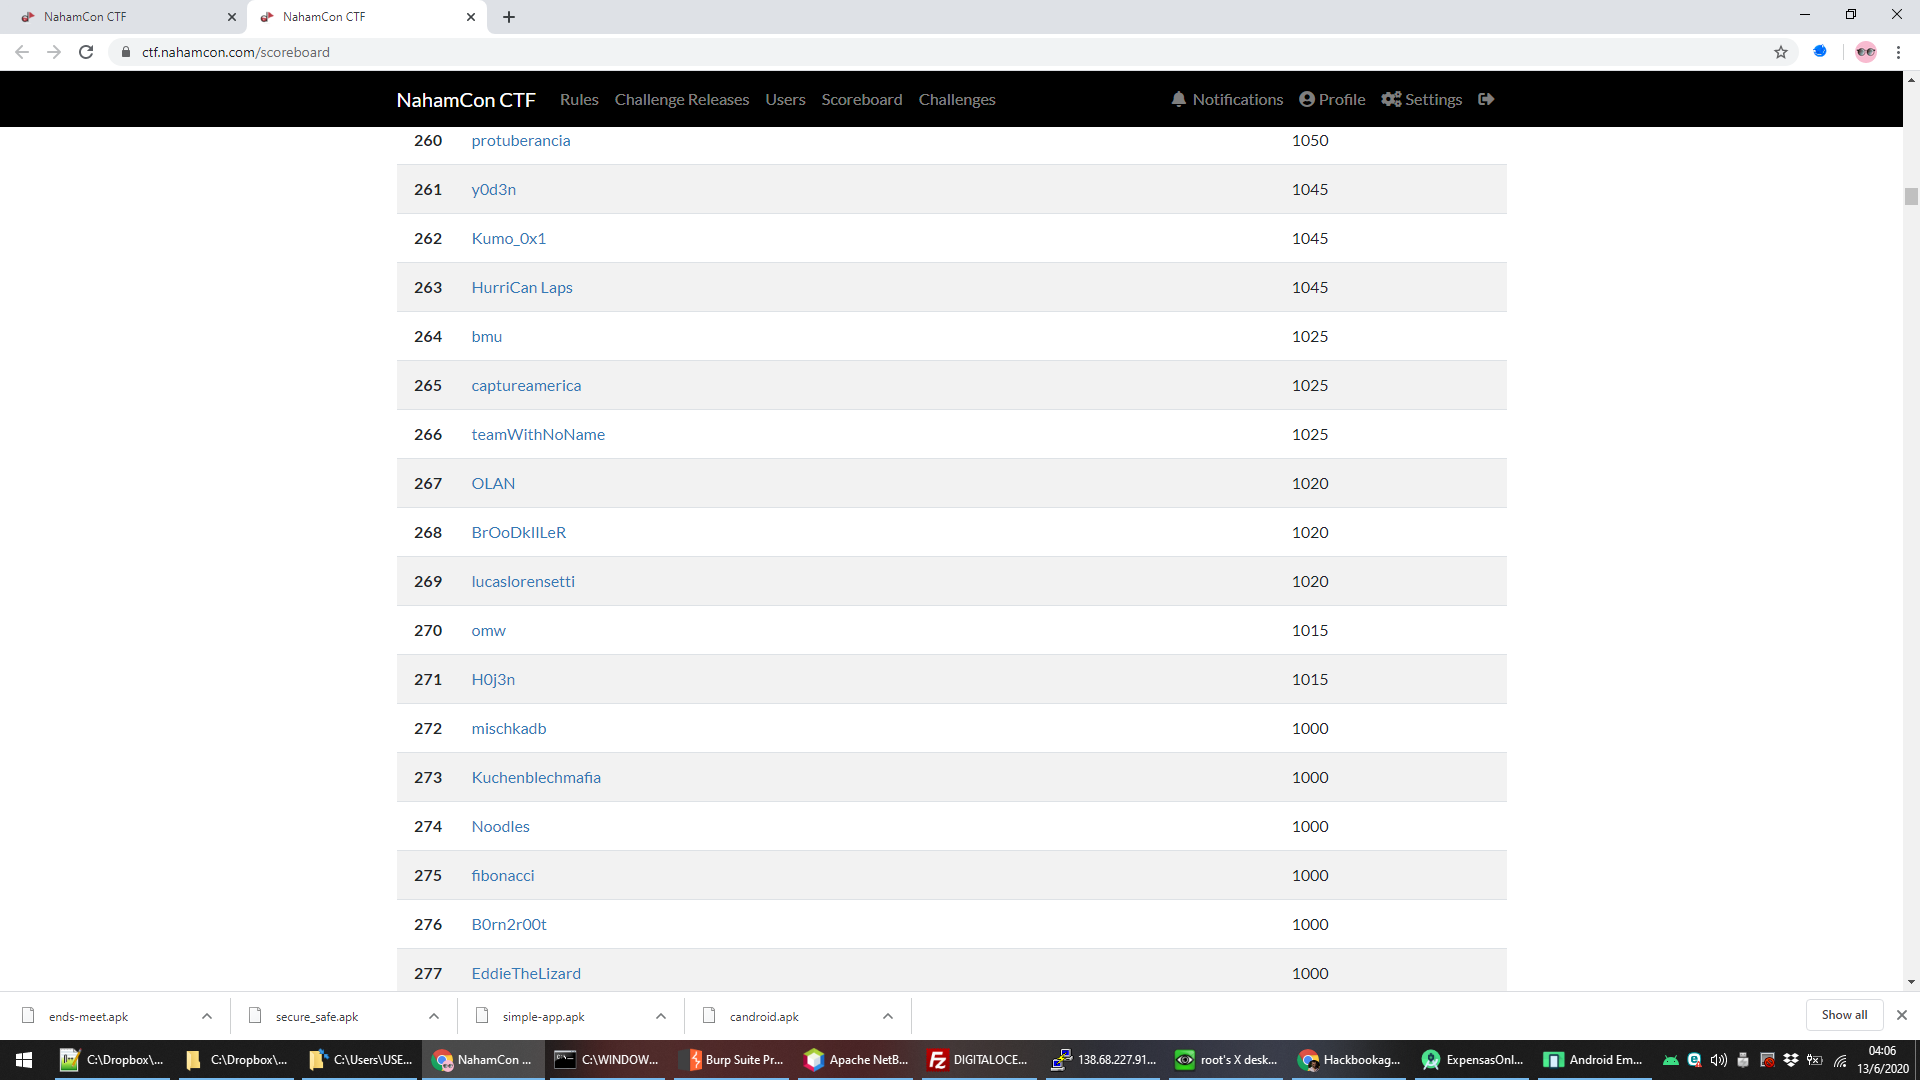 NahamCon CTF
NahamCon CTF
ctf.nahamcon.com/scoreboard
NahamCon CTF Rules Challenge Releases Users Scoreboard Challenges Notifications Profile Settings
260 protuberancia 1050
261 y0d3n 1045
262 Kumo_0x1 1045
263 HurriCan Laps 1045
264 bmu 1025
265 captureamerica 1025
266 teamWithNoName 1025
267 OLAN 1020
268 BrOoDkIlLeR 1020
269 lucaslorensetti 1020
270 omw 1015
271 H0j3n 1015
272 mischkadb 1000
273 Kuchenblechmafia 1000
274 Noodles 1000
275 fibonacci 1000
276 B0rn2r00t 1000
277 EddieTheLizard 1000
ends-meet.apk secure_safe.apk simple-app.apk candroid.apk Show all
C:\Dropbox\... C:\Dropbox\... C:\Users\USE... NahamCon ... C:\WINDOW... Burp Suite Pr... Apache NetB... DIGITALOCE... 138.68.227.91... root's X desk... Hackbookag... ExpensasOnl... Android Em... 04:06
13/6/2020